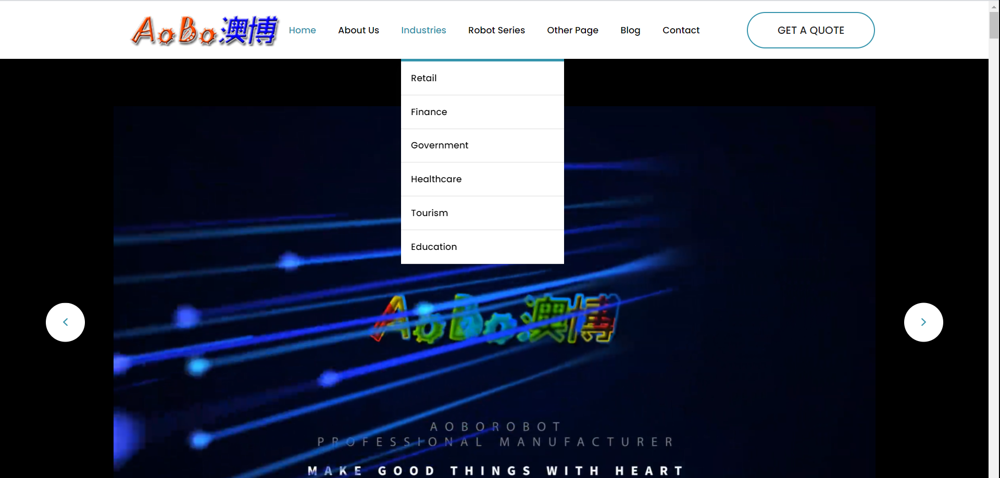 AoBo澳博
Home
About Us
Industries
Robot Series
Other Page
Blog
Contact
GET A QUOTE
Retail
Finance
Government
Healthcare
Tourism
Education
AoBo澳博
AOBOROBOT
PROFESSIONAL MANUFACTURER
MAKE GOOD THINGS WITH HEART